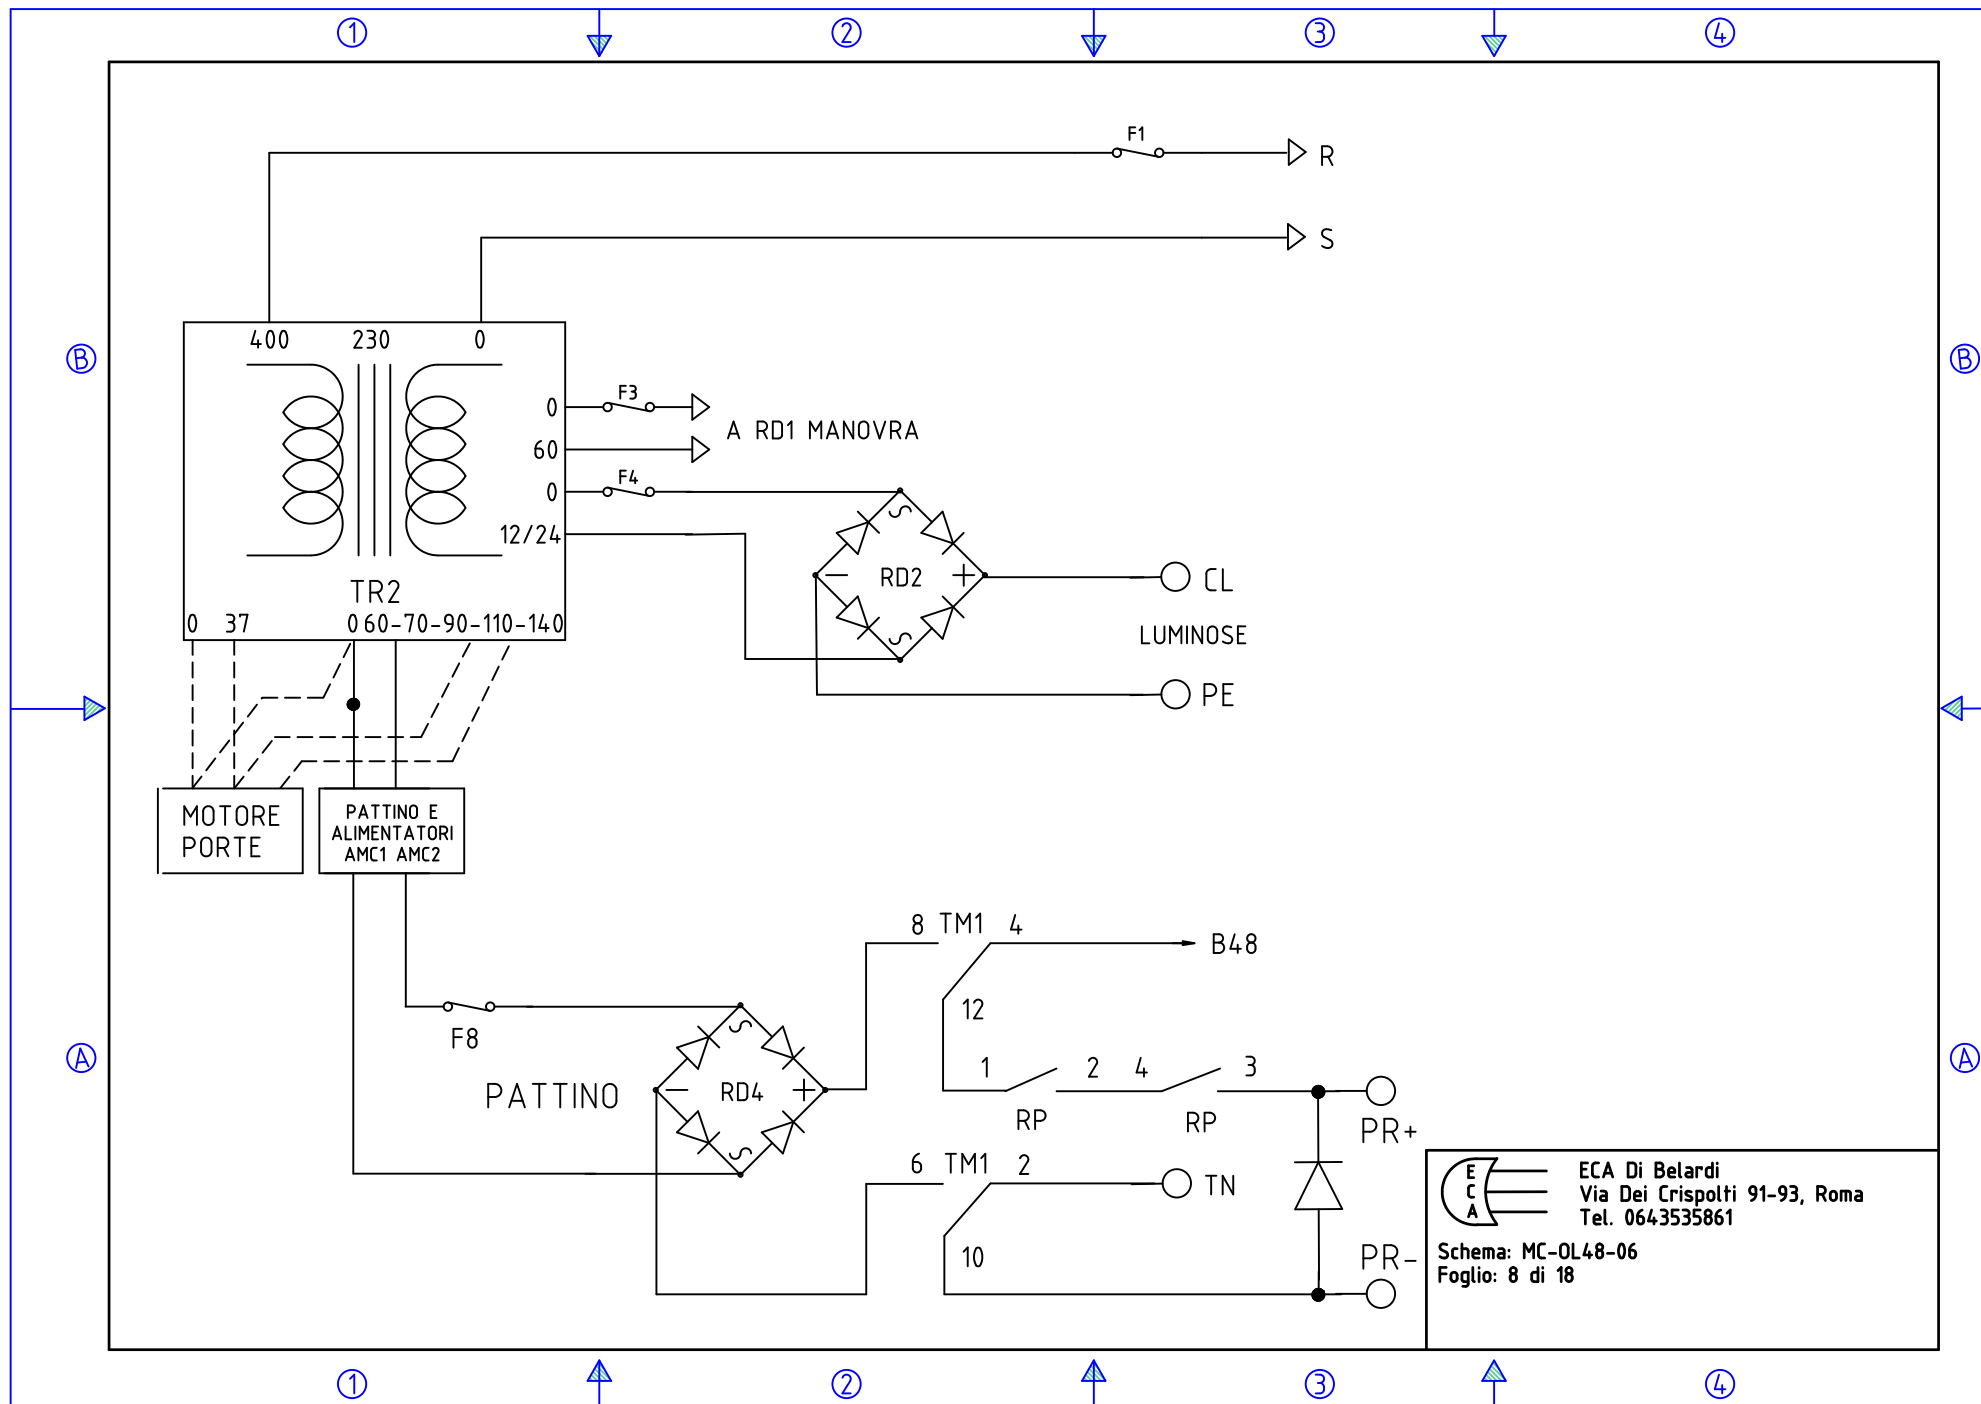 1 2 3 4
F1
R
S
B B
400 230 0
F3
0
A RD1 MANOVRA
60
F4
0
S
12/24
- RD2 + CL
TR2
LUMINOSE
0 37 0 60-70-90-110-140
S
PE
MOTORE
PORTE
PATTINO E
ALIMENTATORI
AMC1 AMC2
8 TM1 4
B48
12
S
F8
A A
1 2 4 3
PATTINO
- RD4 +
RP RP
PR+
S
6 TM1 2
TN
10
PR-
E
C
A
ECA Di Belardi
Via Dei Crispolti 91-93, Roma
Tel. 0643535861
Schema: MC-OL48-06
Foglio: 8 di 18
1 2 3 4